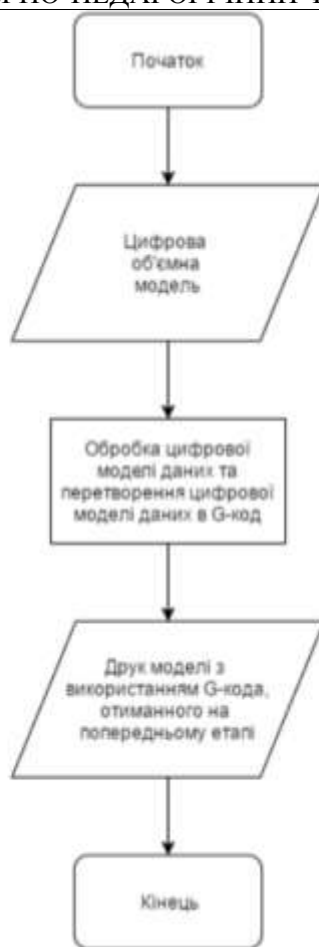 Початок
Цифрова
об'ємна
модель
Обробка цифрової
моделі даних та
перетворення цифрової
моделі даних в G-код
Друк моделі з
використанням G-кода,
отиманного на
попередньому етапі
Кінець